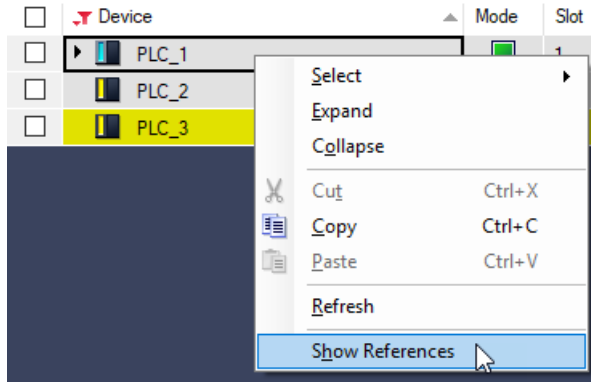 Device Mode Slot
PLC_1 1
PLC_2
PLC_3
Select
Expand
Collapse
Cut Ctrl+X
Copy Ctrl+C
Paste Ctrl+V
Refresh
Show References